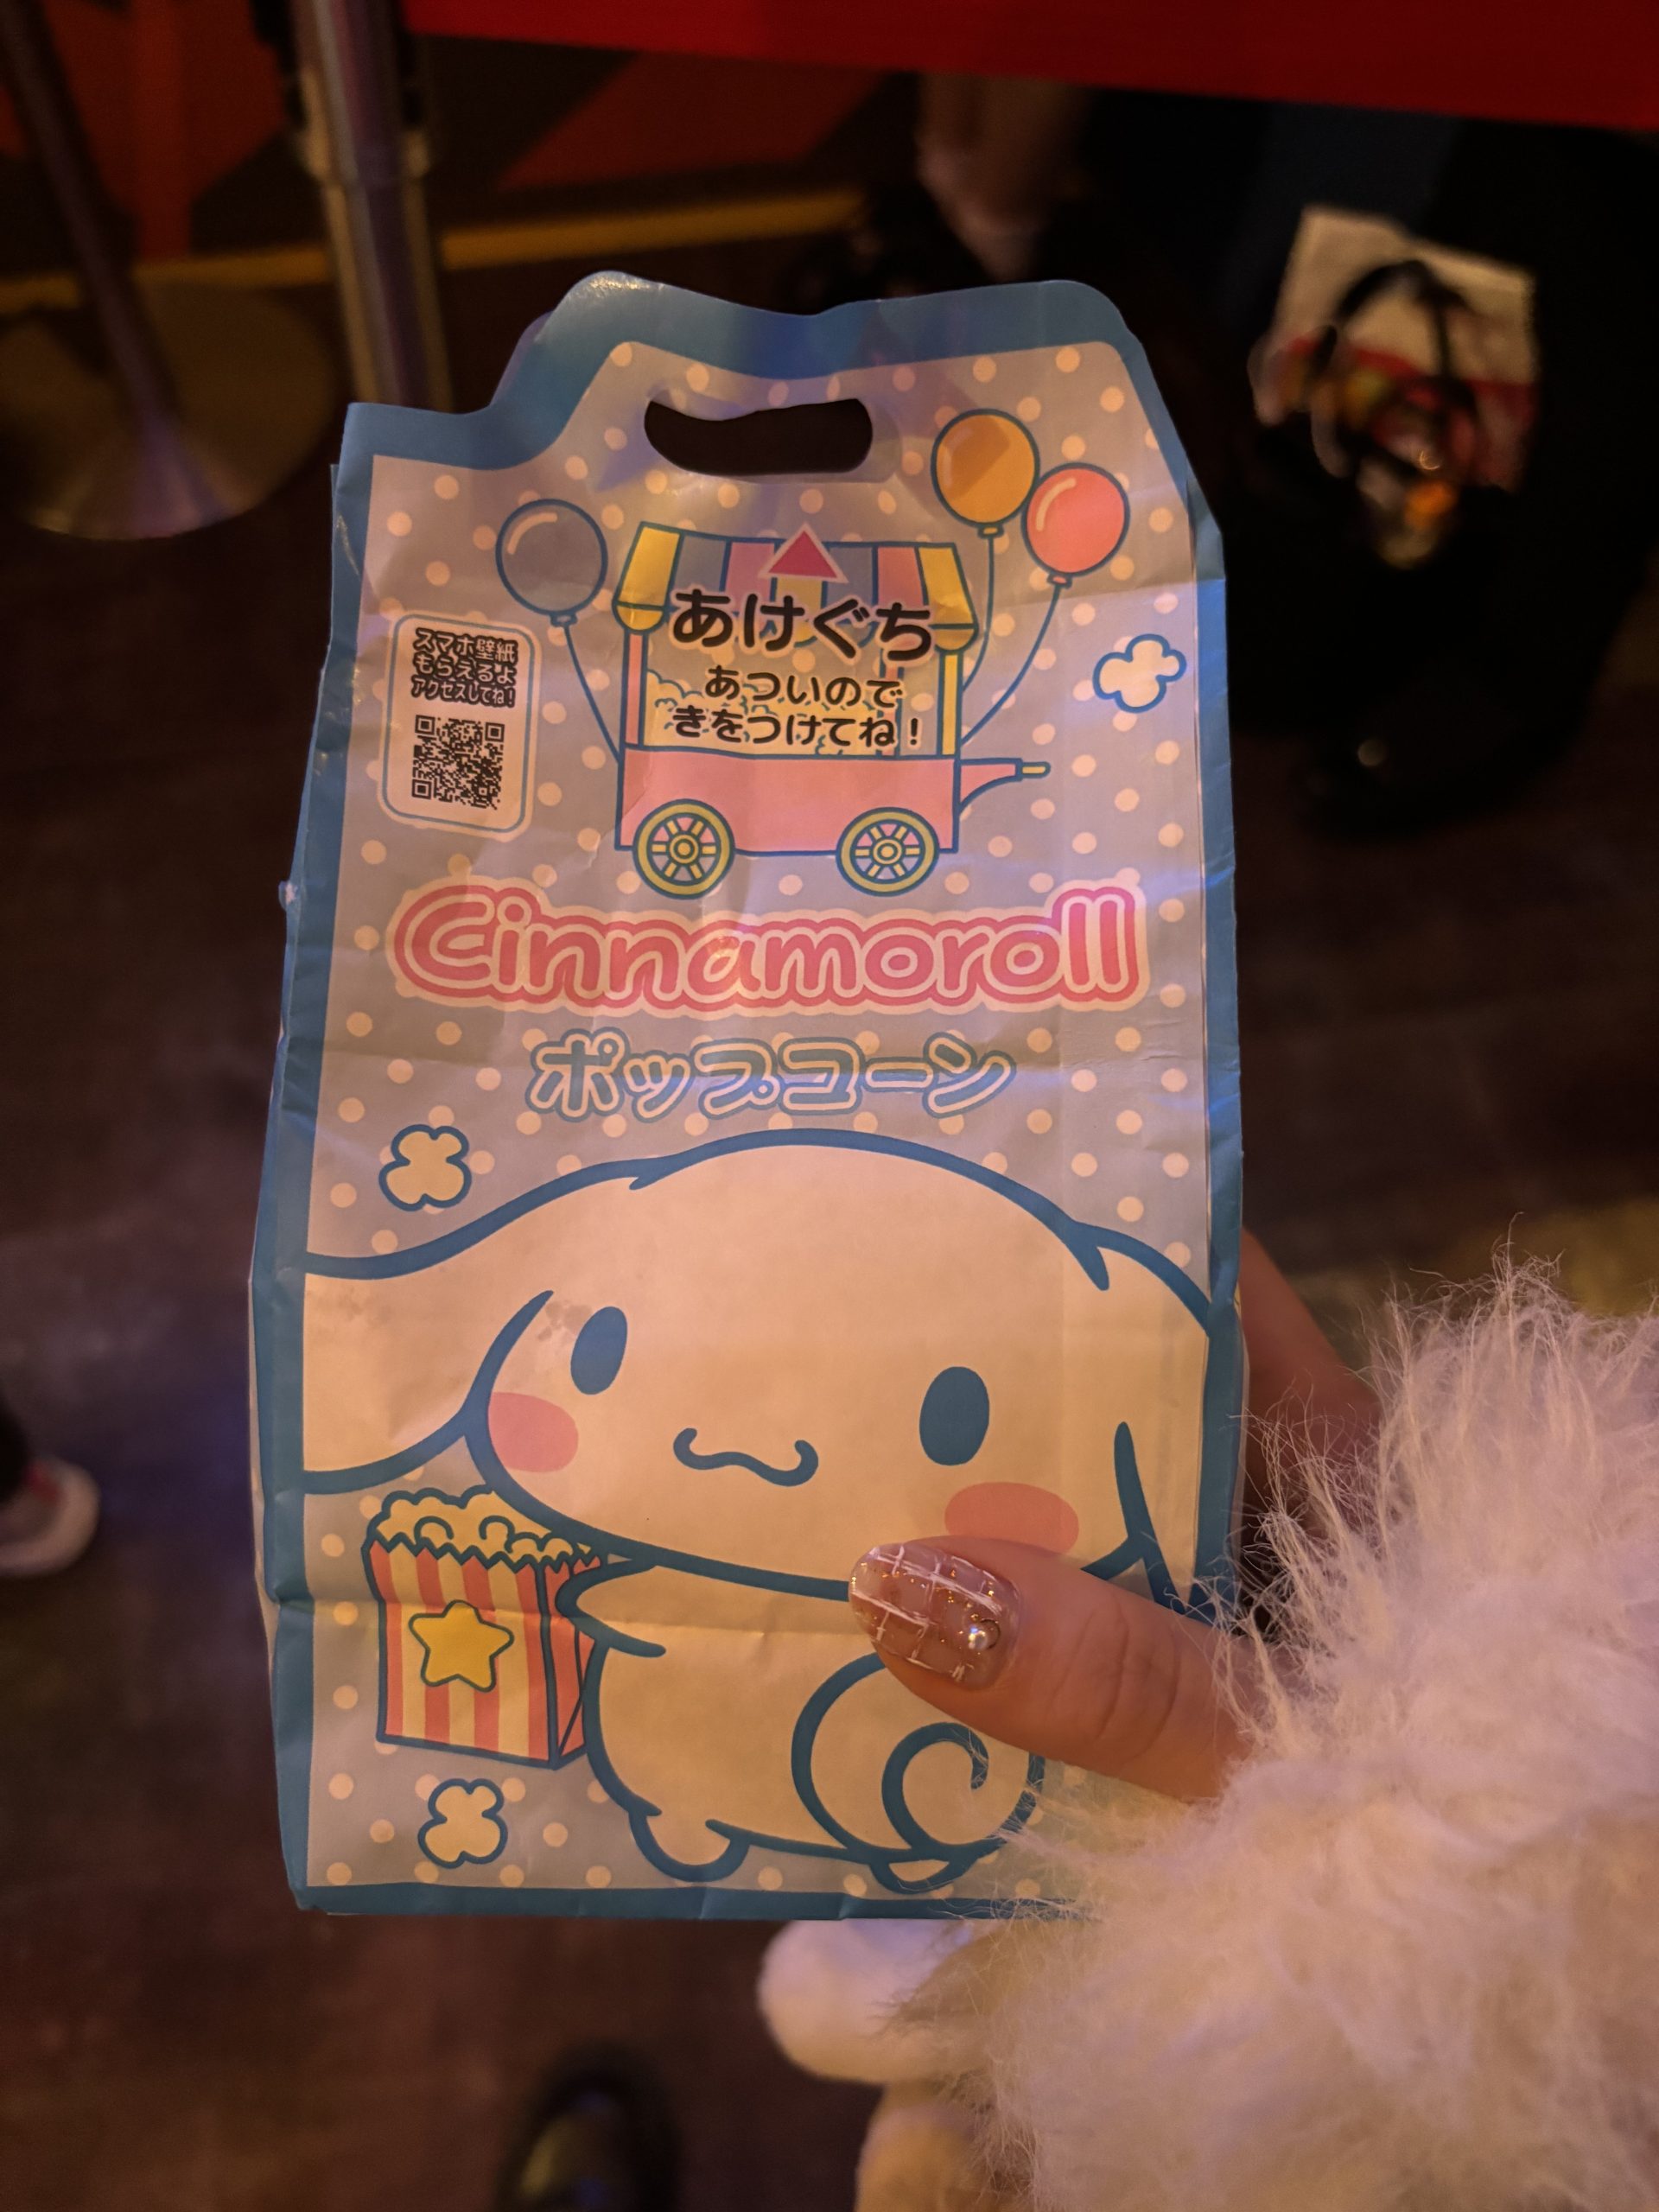 あけぐち
あついので
きをつけてね！
スマホ壁紙
もらえるよ
アクセスしてね！
Cinnamoroll
ポップコーン